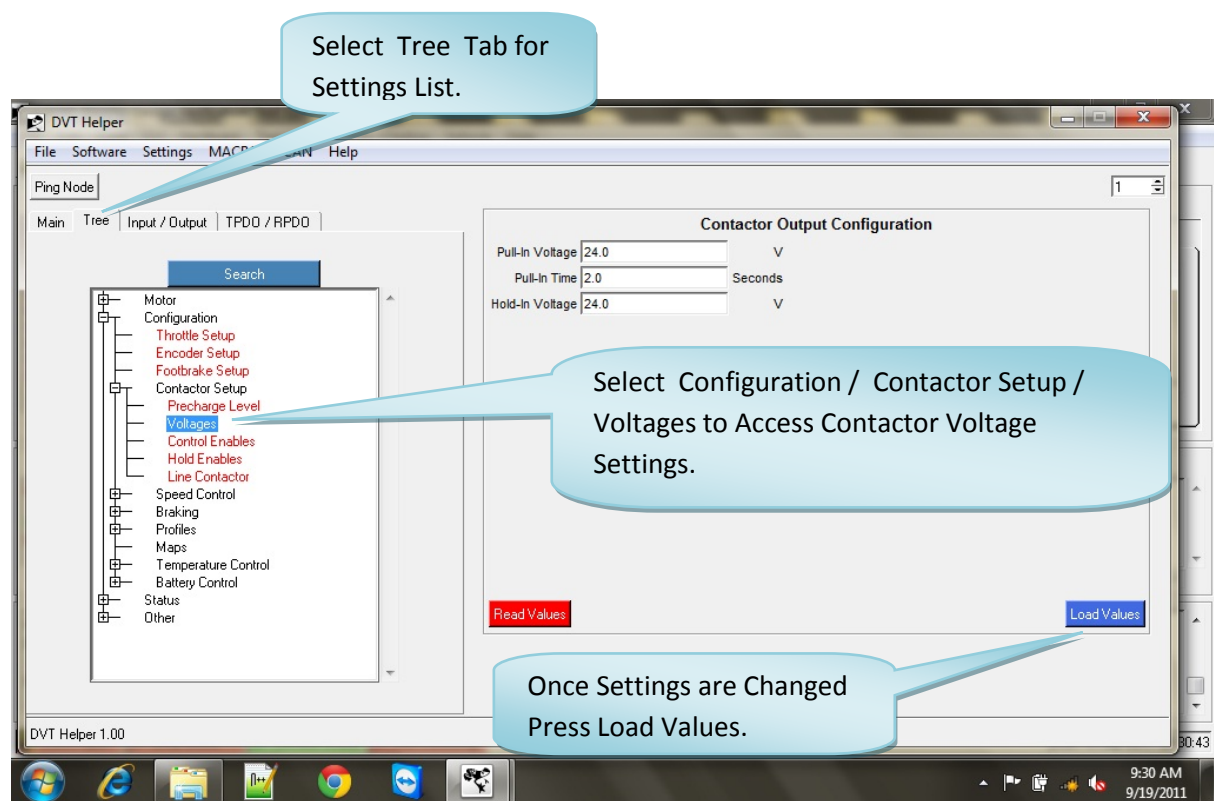 Select Tree Tab for
Settings List.
DVT Helper
File Software Settings CAN Help
Ping Node
1
Main Tree Input / Output TPDO / RPDO
Contactor Output Configuration
Pull-In Voltage 24.0 V
Pull-In Time 2.0 Seconds
Hold-In Voltage 24.0 V
Search
Motor
Configuration
Throttle Setup
Encoder Setup
Footbrake Setup
Contactor Setup
Precharge Level
Voltages
Control Enables
Hold Enables
Line Contactor
Speed Control
Braking
Profiles
Maps
Temperature Control
Battery Control
Status
Other
Select Configuration / Contactor Setup /
Voltages to Access Contactor Voltage
Settings.
Read Values
Load Values
Once Settings are Changed
Press Load Values.
DVT Helper 1.00
30:43
9:30 AM
9/19/2011